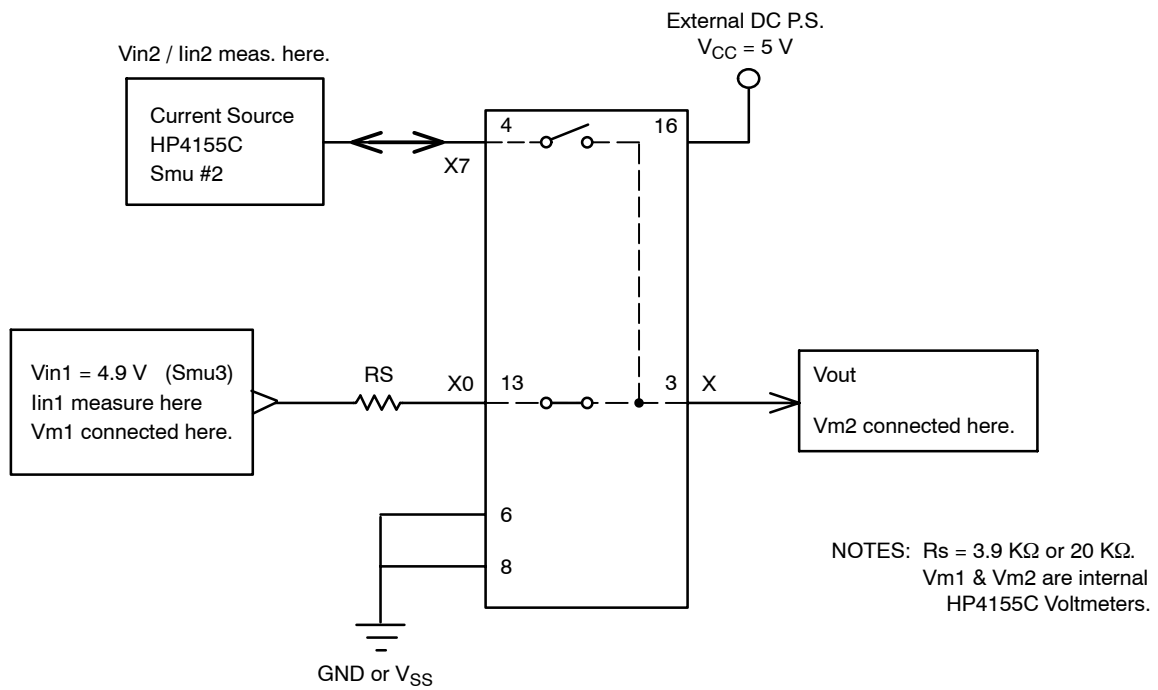 External DC P.S.
VCC = 5 V
Vin2 / Iin2 meas. here.
Current Source
HP4155C
Smu #2
4
16
X7
Vin1 = 4.9 V (Smu3)
Iin1 measure here
Vm1 connected here.
RS
X0
13
3
X
Vout
Vm2 connected here.
6
8
GND or VSS
NOTES: Rs = 3.9 KΩ or 20 KΩ.
Vm1 & Vm2 are internal
HP4155C Voltmeters.